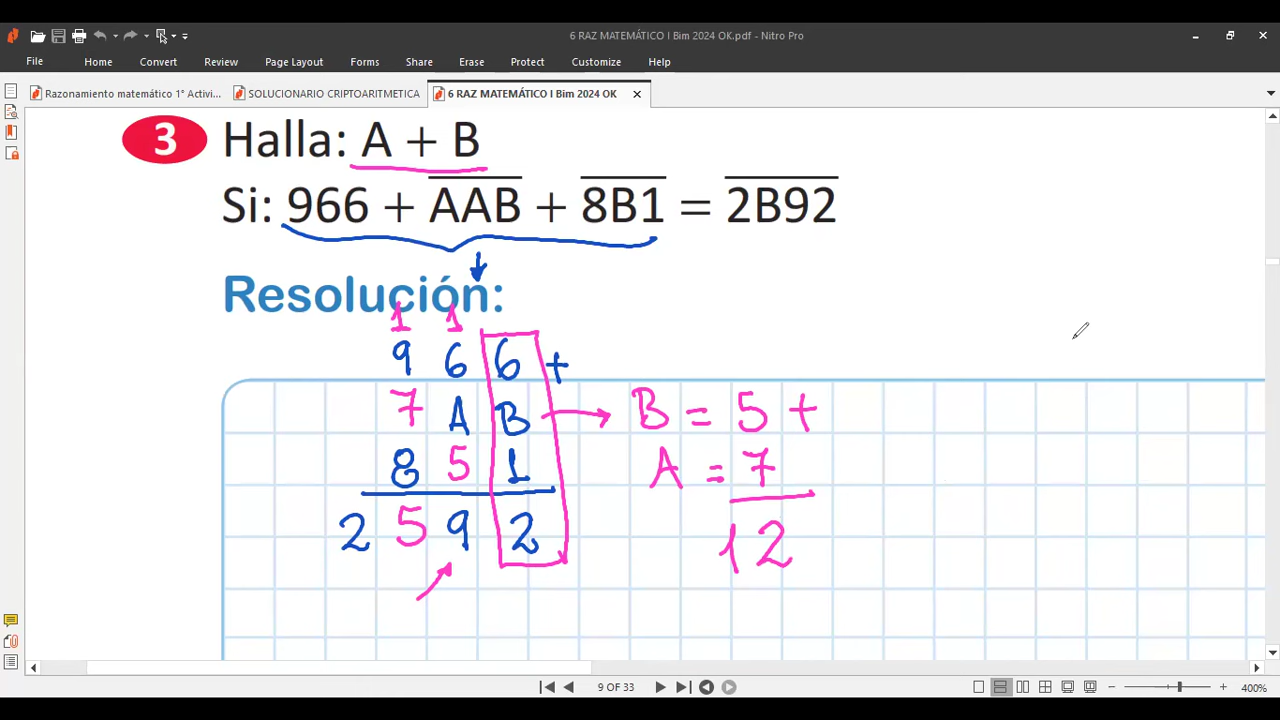 6 RAZ MATEMÁTICO I Bim 2024 OK.pdf - Nitro Pro
File Home Convert Review Page Layout Forms Share Erase Protect Customize Help
Razonamiento matemático 1° Activi... SOLUCIONARIO CRIPTOARITMETICA 6 RAZ MATEMÁTICO I Bim 2024 OK
3 Halla: A + B
Si: 966 + AAB + 8B1 = 2B92
Resolución:
1 1
9 6 6 +
7 A B → B = 5 +
8 5 1 A = 7
2 5 9 2 12
9 OF 33 400%